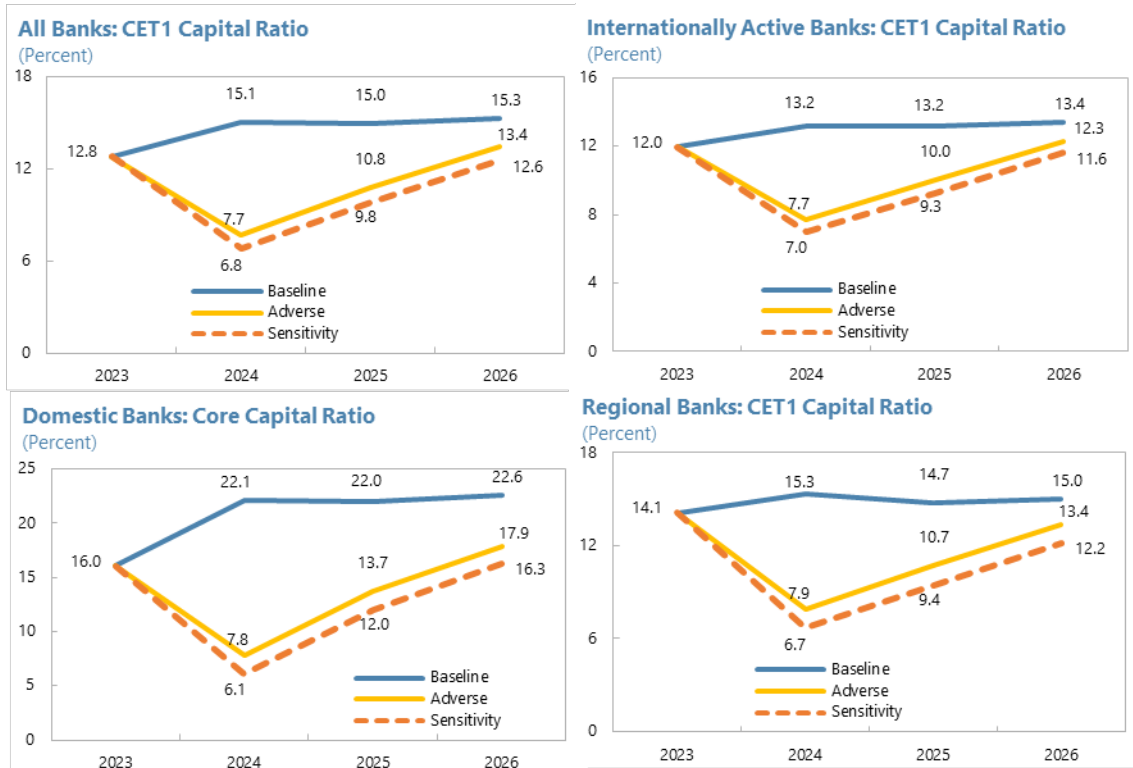 All Banks: CET1 Capital Ratio
(Percent)
18
15.1
15.0
15.3
13.4
12.8
10.8
12
12.6
7.7
9.8
6
6.8
Baseline
Adverse
Sensitivity
0
2023 2024 2025 2026
Internationally Active Banks: CET1 Capital Ratio
(Percent)
16
13.2
13.2
13.4
12.3
12.0
10.0
12
11.6
7.7
9.3
8
7.0
4
Baseline
Adverse
Sensitivity
0
2023 2024 2025 2026
Domestic Banks: Core Capital Ratio
(Percent)
25
22.1
22.0
22.6
20
17.9
16.0
13.7
16.3
15
12.0
10
7.8
6.1
5
Baseline
Adverse
Sensitivity
0
2023 2024 2025 2026
Regional Banks: CET1 Capital Ratio
(Percent)
18
15.3
14.7
15.0
14.1
13.4
10.7
12
12.2
7.9
9.4
6
6.7
Baseline
Adverse
Sensitivity
0
2023 2024 2025 2026